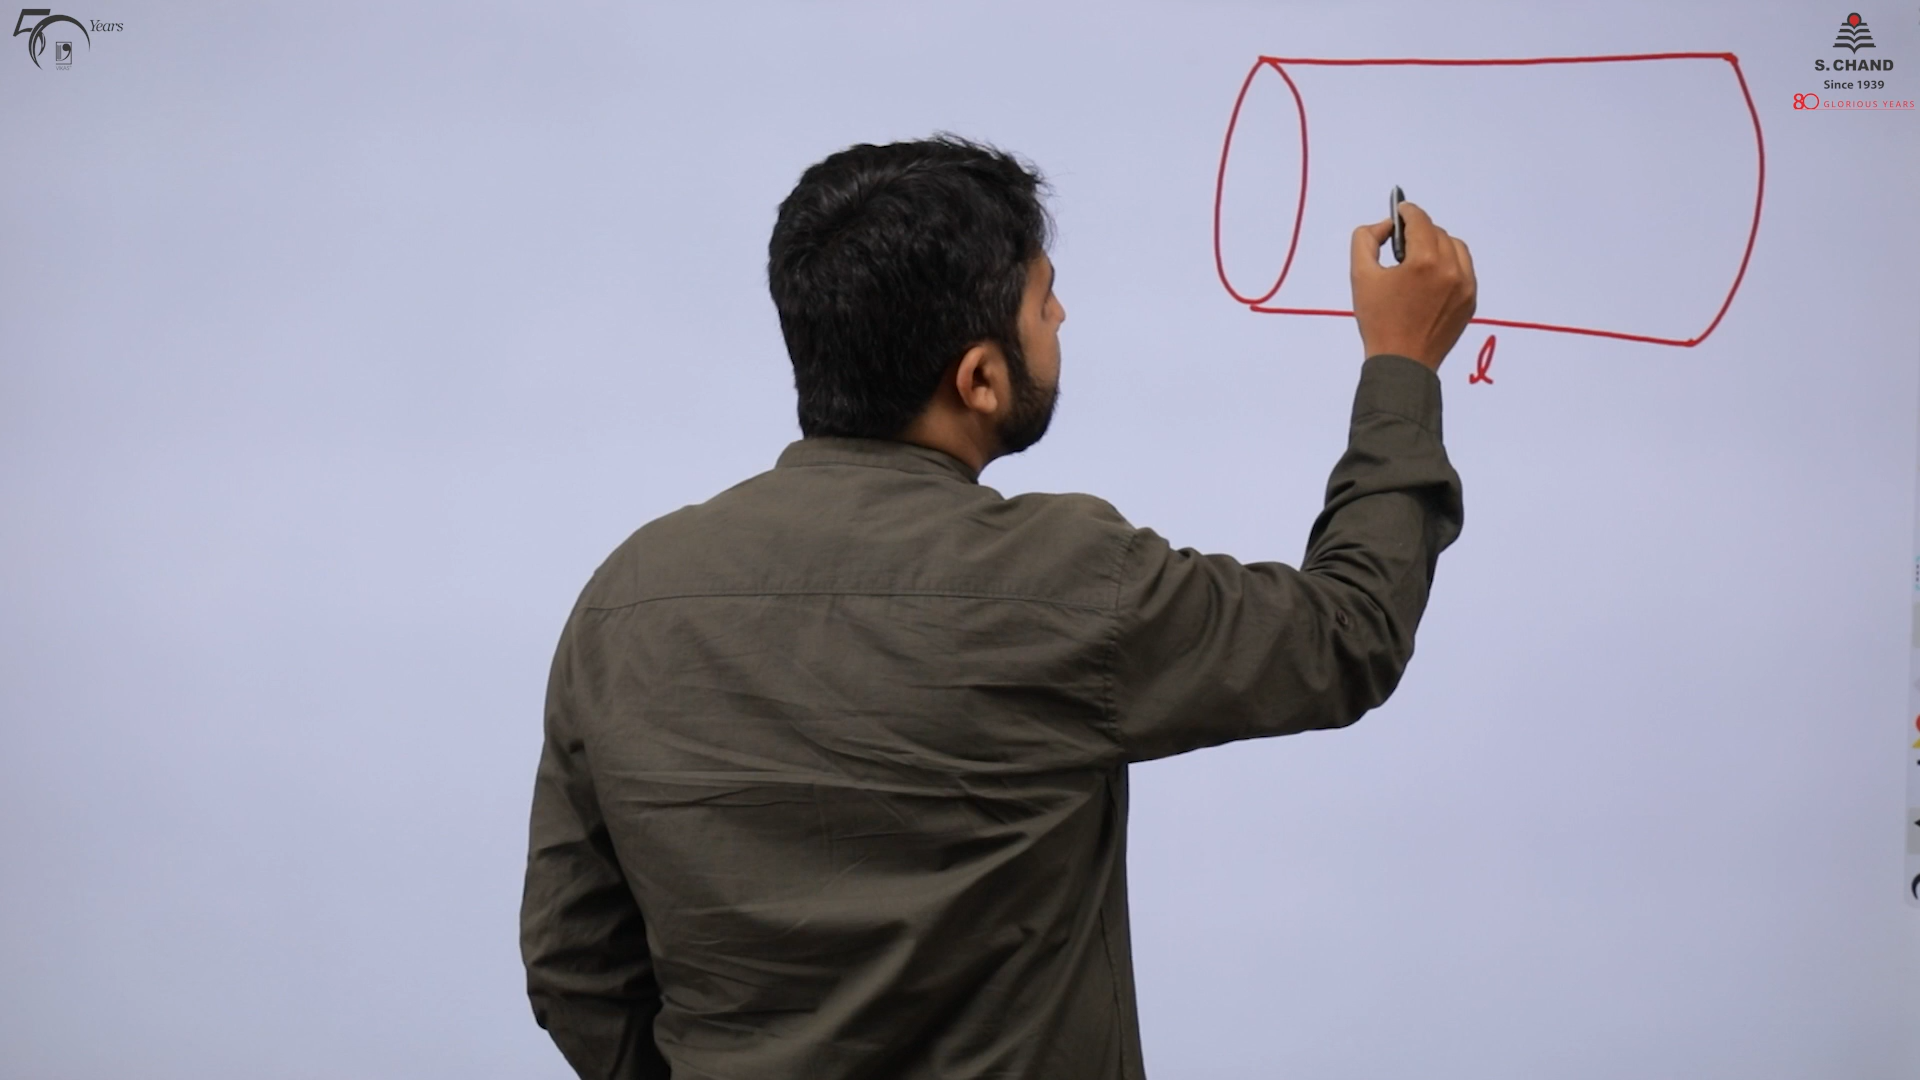 50 Years
S. CHAND
Since 1939
80 GLORIOUS YEARS
l